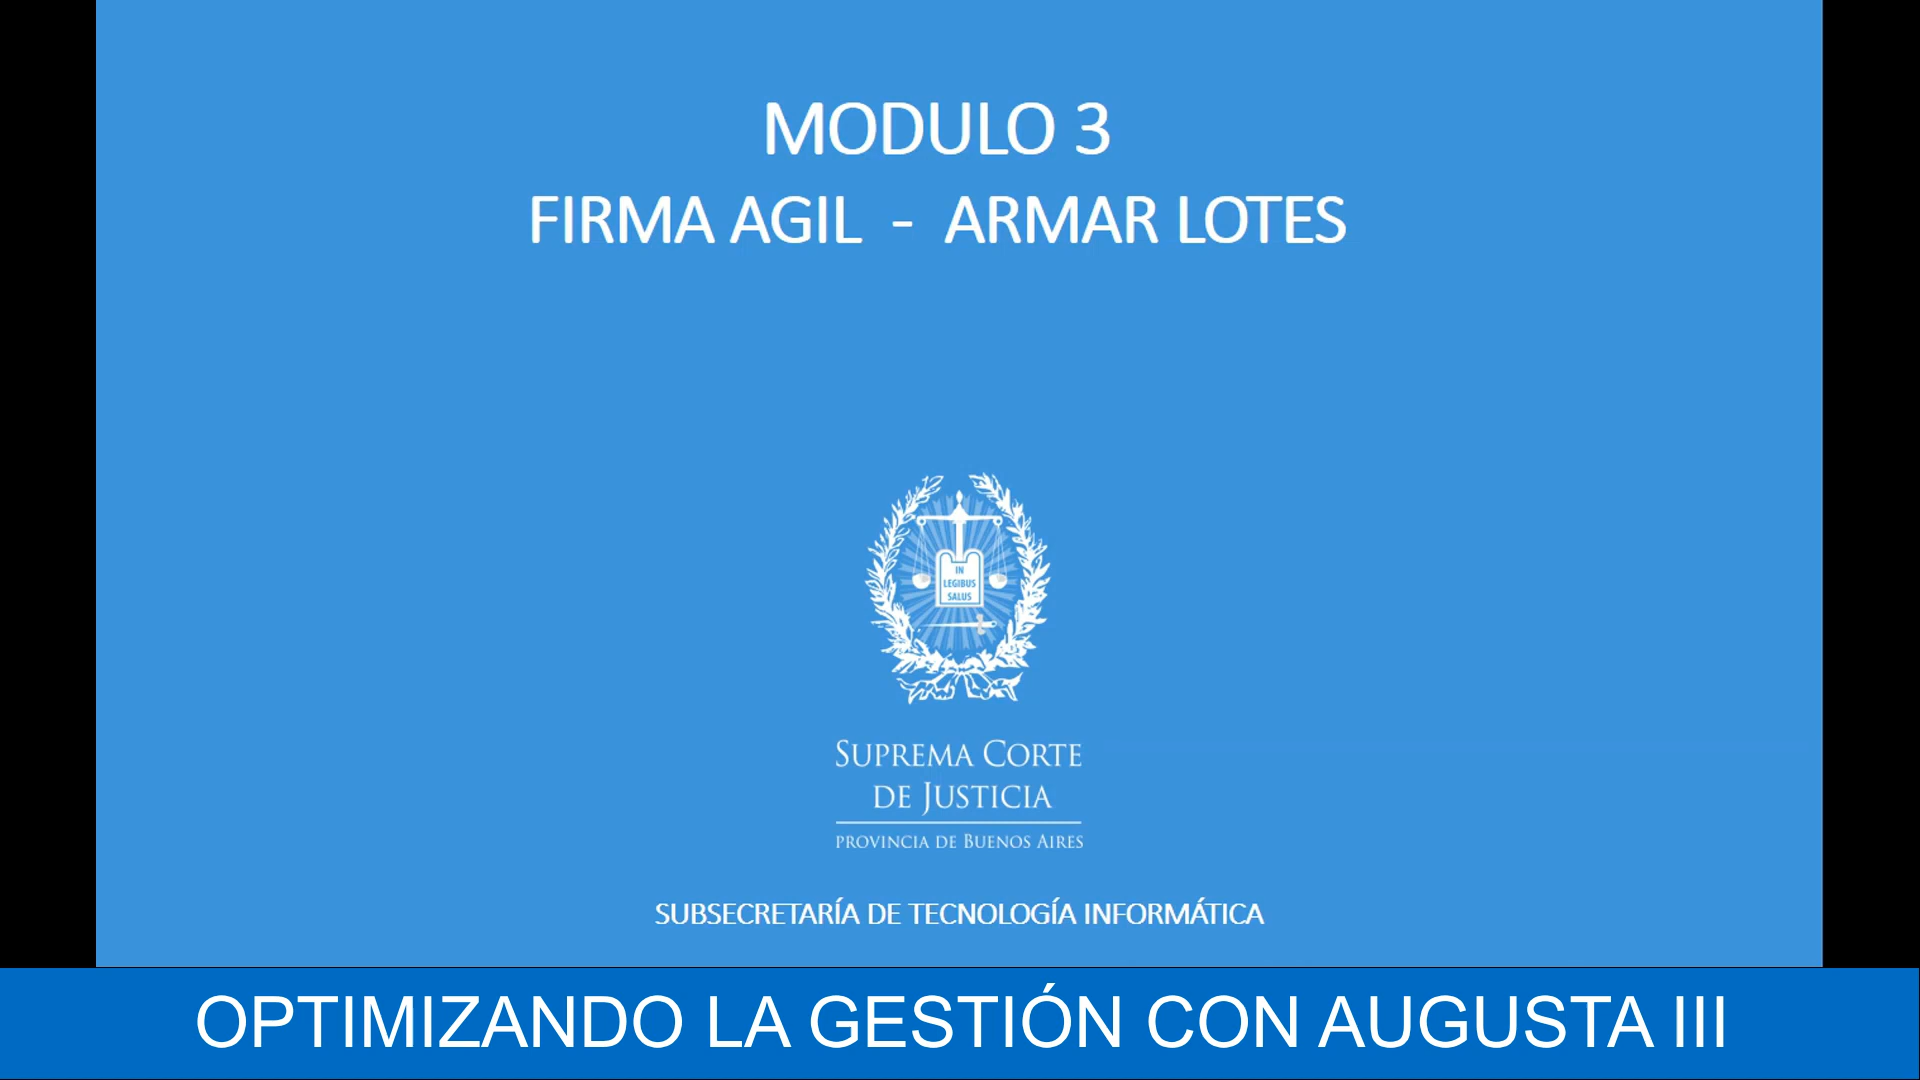 MODULO 3
FIRMA AGIL - ARMAR LOTES
IN
LEGIBUS
SALUS
SUPREMA CORTE
DE JUSTICIA
PROVINCIA DE BUENOS AIRES
SUBSECRETARÍA DE TECNOLOGÍA INFORMÁTICA
OPTIMIZANDO LA GESTIÓN CON AUGUSTA III